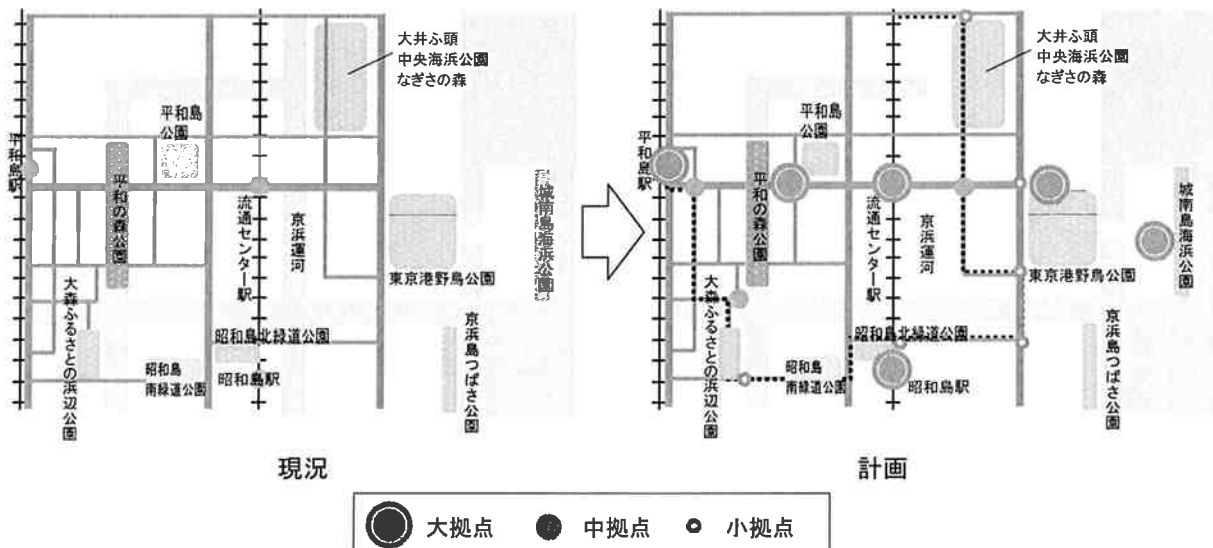 大井ふ頭
中央海浜公園
なぎさの森
平和島
公園
平和島駅
平和の森公園
流通センター駅
京浜運河
城南島海浜公園
東京港野鳥公園
大森ふるさとの浜辺公園
昭和島北緑道公園
昭和島
南緑道公園
昭和島駅
京浜島つばさ公園
現況
大井ふ頭
中央海浜公園
なぎさの森
平和島
公園
平和島駅
平和の森公園
流通センター駅
京浜運河
城南島海浜公園
東京港野鳥公園
大森ふるさとの浜辺公園
昭和島北緑道公園
昭和島
南緑道公園
昭和島駅
京浜島つばさ公園
計画
大拠点
中拠点
小拠点